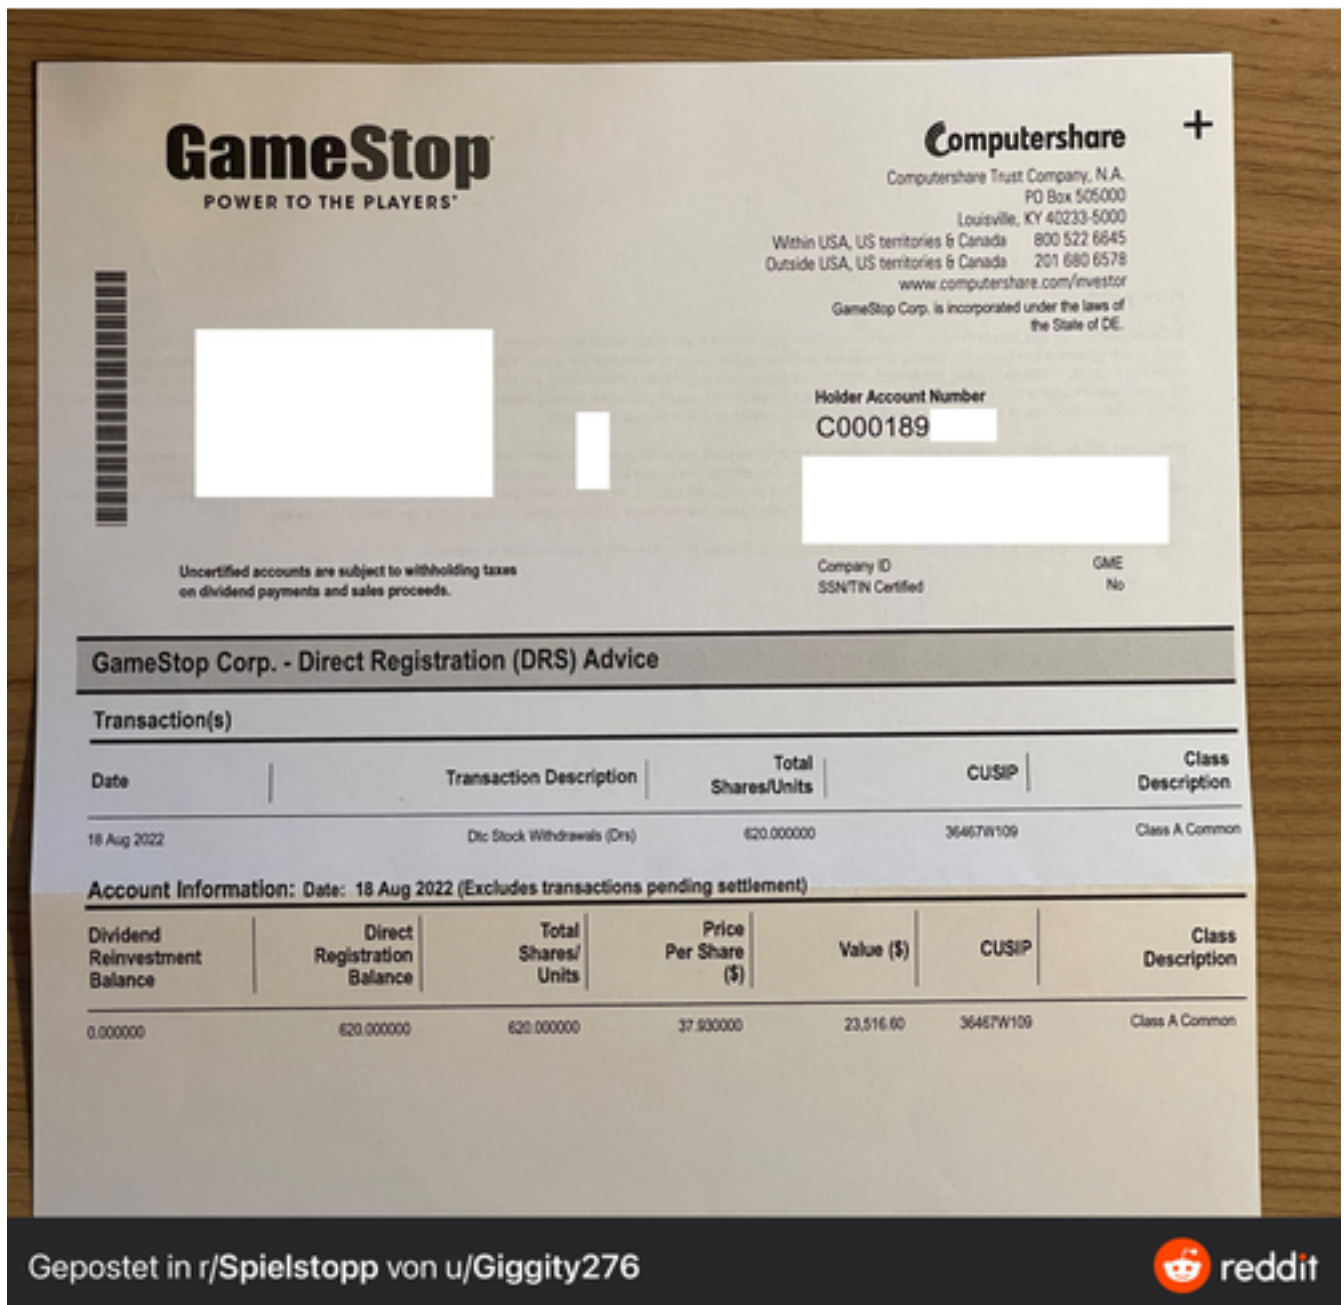 GameStop
POWER TO THE PLAYERS
Computershare
+
Computershare Trust Company, N.A.
PO Box 505000
Louisville, KY 40233-5000
Within USA, US territories & Canada 800 522 6645
Outside USA, US territories & Canada 201 680 6578
www.computershare.com/investor
GameStop Corp. is incorporated under the laws of
the State of DE.
Holder Account Number
C000189
Company ID GME
SSN/TIN Certified No
Uncertified accounts are subject to withholding taxes
on dividend payments and sales proceeds.
GameStop Corp. - Direct Registration (DRS) Advice
Transaction(s)
Date | Transaction Description | Total Shares/Units | CUSIP | Class Description
18 Aug 2022 Dtc Stock Withdrawals (Drs) 620.000000 36467W109 Class A Common
Account Information: Date: 18 Aug 2022 (Excludes transactions pending settlement)
Dividend Reinvestment Balance | Direct Registration Balance | Total Shares/ Units | Price Per Share ($) | Value ($) | CUSIP | Class Description
0.000000 620.000000 620.000000 37.930000 23,516.60 36467W109 Class A Common
Gepostet in r/Spielstopp von u/Giggity276
reddit